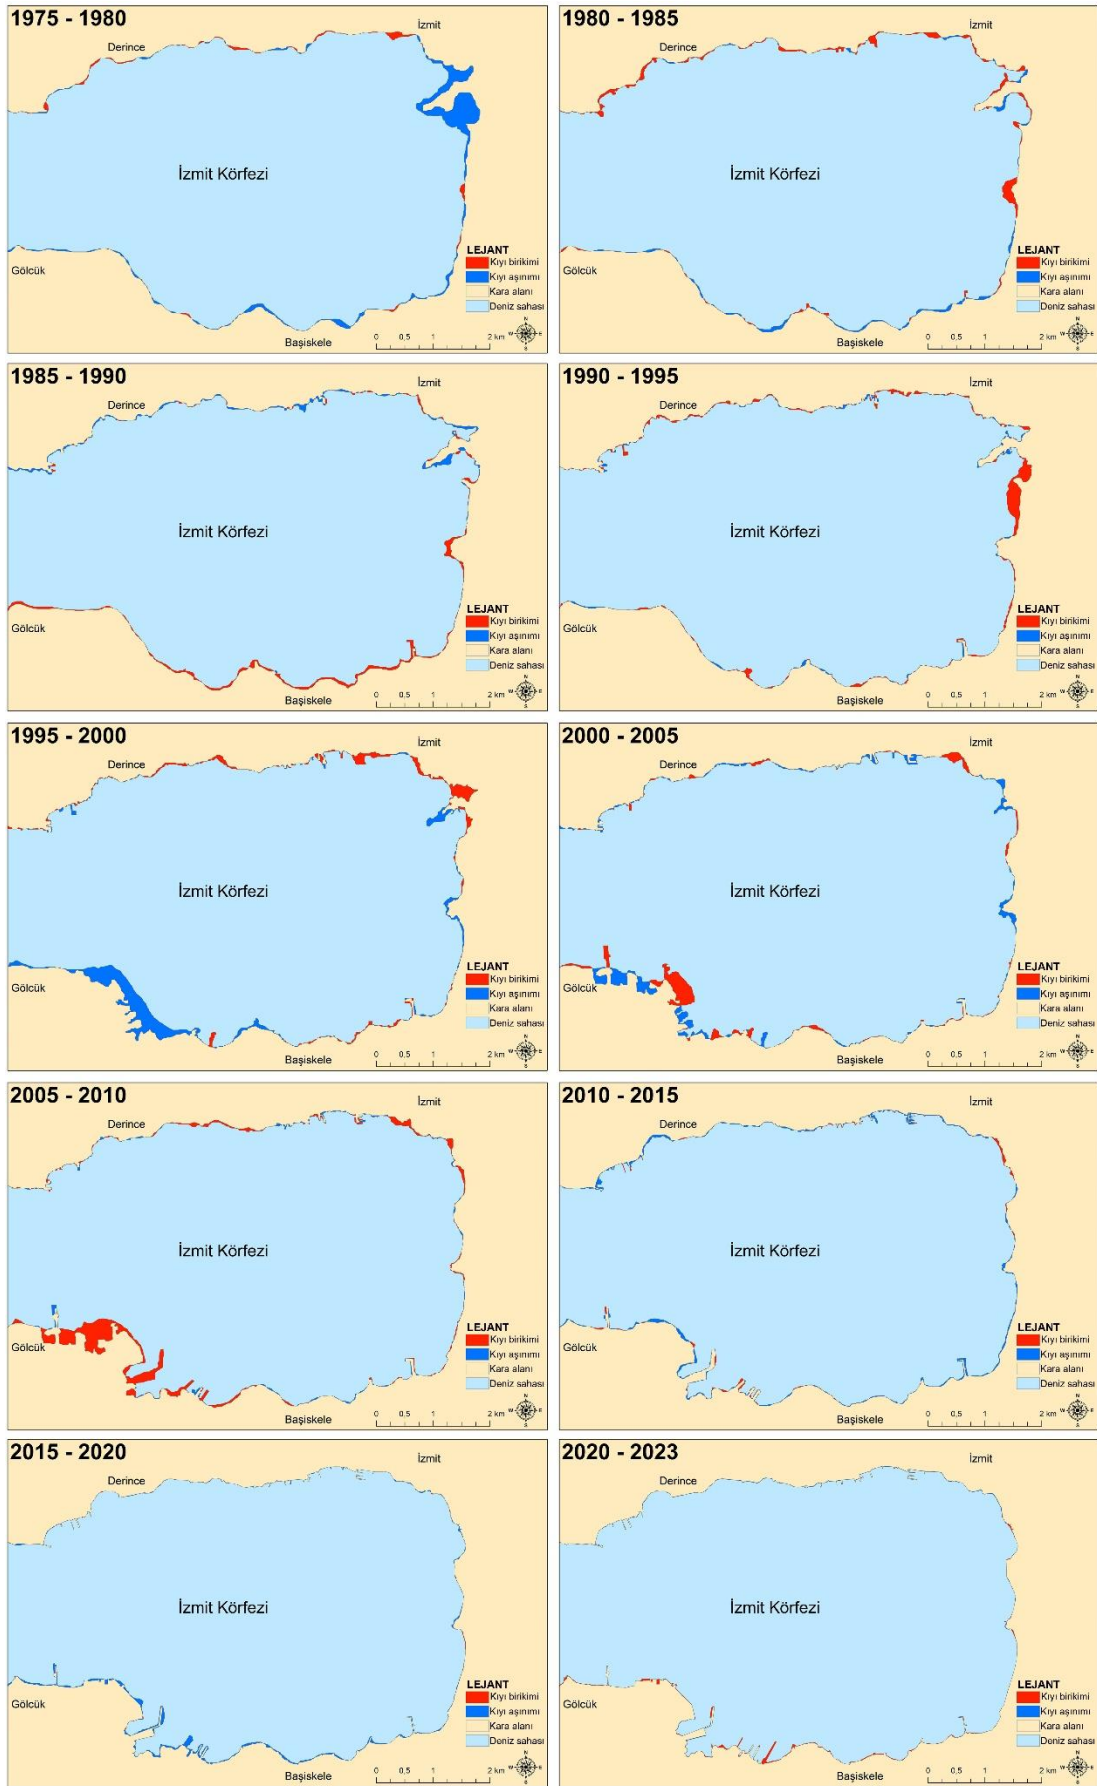 1975 - 1980
İzmit
Derince
İzmit Körfezi
Gölcük
Başiskele
LEJANT
Kıyı birikimi
Kıyı aşınımı
Kara alanı
Deniz sahası
0 0,5 1 2 km
N
W E
S
1980 - 1985
İzmit
Derince
İzmit Körfezi
Gölcük
Başiskele
LEJANT
Kıyı birikimi
Kıyı aşınımı
Kara alanı
Deniz sahası
0 0,5 1 2 km
N
W E
S
1985 - 1990
İzmit
Derince
İzmit Körfezi
Gölcük
Başiskele
LEJANT
Kıyı birikimi
Kıyı aşınımı
Kara alanı
Deniz sahası
0 0,5 1 2 km
N
W E
S
1990 - 1995
İzmit
Derince
İzmit Körfezi
Gölcük
Başiskele
LEJANT
Kıyı birikimi
Kıyı aşınımı
Kara alanı
Deniz sahası
0 0,5 1 2 km
N
W E
S
1995 - 2000
İzmit
Derince
İzmit Körfezi
Gölcük
Başiskele
LEJANT
Kıyı birikimi
Kıyı aşınımı
Kara alanı
Deniz sahası
0 0,5 1 2 km
N
W E
S
2000 - 2005
İzmit
Derince
İzmit Körfezi
Gölcük
Başiskele
LEJANT
Kıyı birikimi
Kıyı aşınımı
Kara alanı
Deniz sahası
0 0,5 1 2 km
N
W E
S
2005 - 2010
İzmit
Derince
İzmit Körfezi
Gölcük
Başiskele
LEJANT
Kıyı birikimi
Kıyı aşınımı
Kara alanı
Deniz sahası
0 0,5 1 2 km
N
W E
S
2010 - 2015
İzmit
Derince
İzmit Körfezi
Gölcük
Başiskele
LEJANT
Kıyı birikimi
Kıyı aşınımı
Kara alanı
Deniz sahası
0 0,5 1 2 km
N
W E
S
2015 - 2020
İzmit
Derince
İzmit Körfezi
Gölcük
Başiskele
LEJANT
Kıyı birikimi
Kıyı aşınımı
Kara alanı
Deniz sahası
0 0,5 1 2 km
N
W E
S
2020 - 2023
İzmit
Derince
İzmit Körfezi
Gölcük
Başiskele
LEJANT
Kıyı birikimi
Kıyı aşınımı
Kara alanı
Deniz sahası
0 0,5 1 2 km
N
W E
S